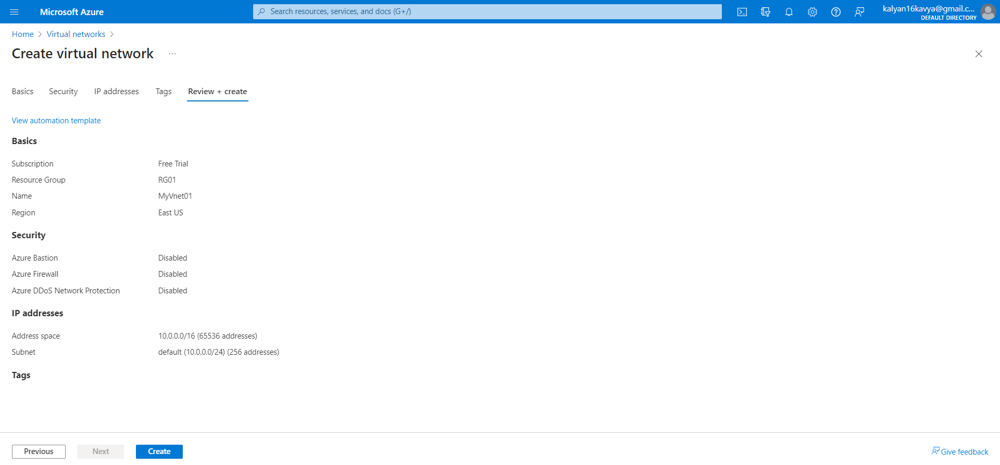 Microsoft Azure
Search resources, services, and docs (G+/)
kalyan16kavya@gmail.c...
DEFAULT DIRECTORY
Home > Virtual networks >
Create virtual network ...
Basics Security IP addresses Tags Review + create
View automation template
Basics
Subscription Free Trial
Resource Group RG01
Name MyVnet01
Region East US
Security
Azure Bastion Disabled
Azure Firewall Disabled
Azure DDoS Network Protection Disabled
IP addresses
Address space 10.0.0.0/16 (65536 addresses)
Subnet default (10.0.0.0/24) (256 addresses)
Tags
Previous Next Create
Give feedback